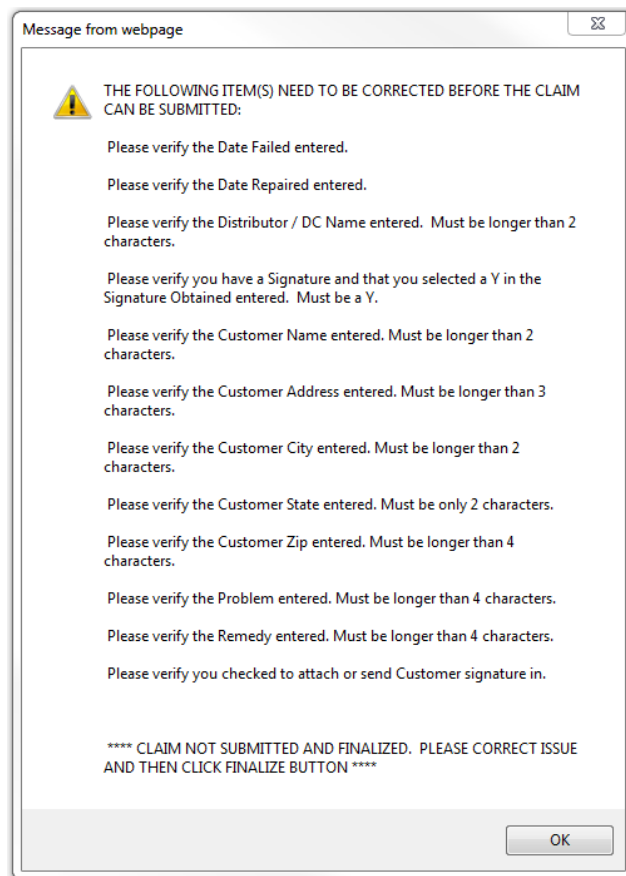 Message from webpage
THE FOLLOWING ITEM(S) NEED TO BE CORRECTED BEFORE THE CLAIM
CAN BE SUBMITTED:
Please verify the Date Failed entered.
Please verify the Date Repaired entered.
Please verify the Distributor / DC Name entered.  Must be longer than 2
characters.
Please verify you have a Signature and that you selected a Y in the
Signature Obtained entered.  Must be a Y.
Please verify the Customer Name entered. Must be longer than 2
characters.
Please verify the Customer Address entered. Must be longer than 3
characters.
Please verify the Customer City entered. Must be longer than 2
characters.
Please verify the Customer State entered. Must be only 2 characters.
Please verify the Customer Zip entered. Must be longer than 4
characters.
Please verify the Problem entered. Must be longer than 4 characters.
Please verify the Remedy entered. Must be longer than 4 characters.
Please verify you checked to attach or send Customer signature in.
**** CLAIM NOT SUBMITTED AND FINALIZED.  PLEASE CORRECT ISSUE
AND THEN CLICK FINALIZE BUTTON ****
OK